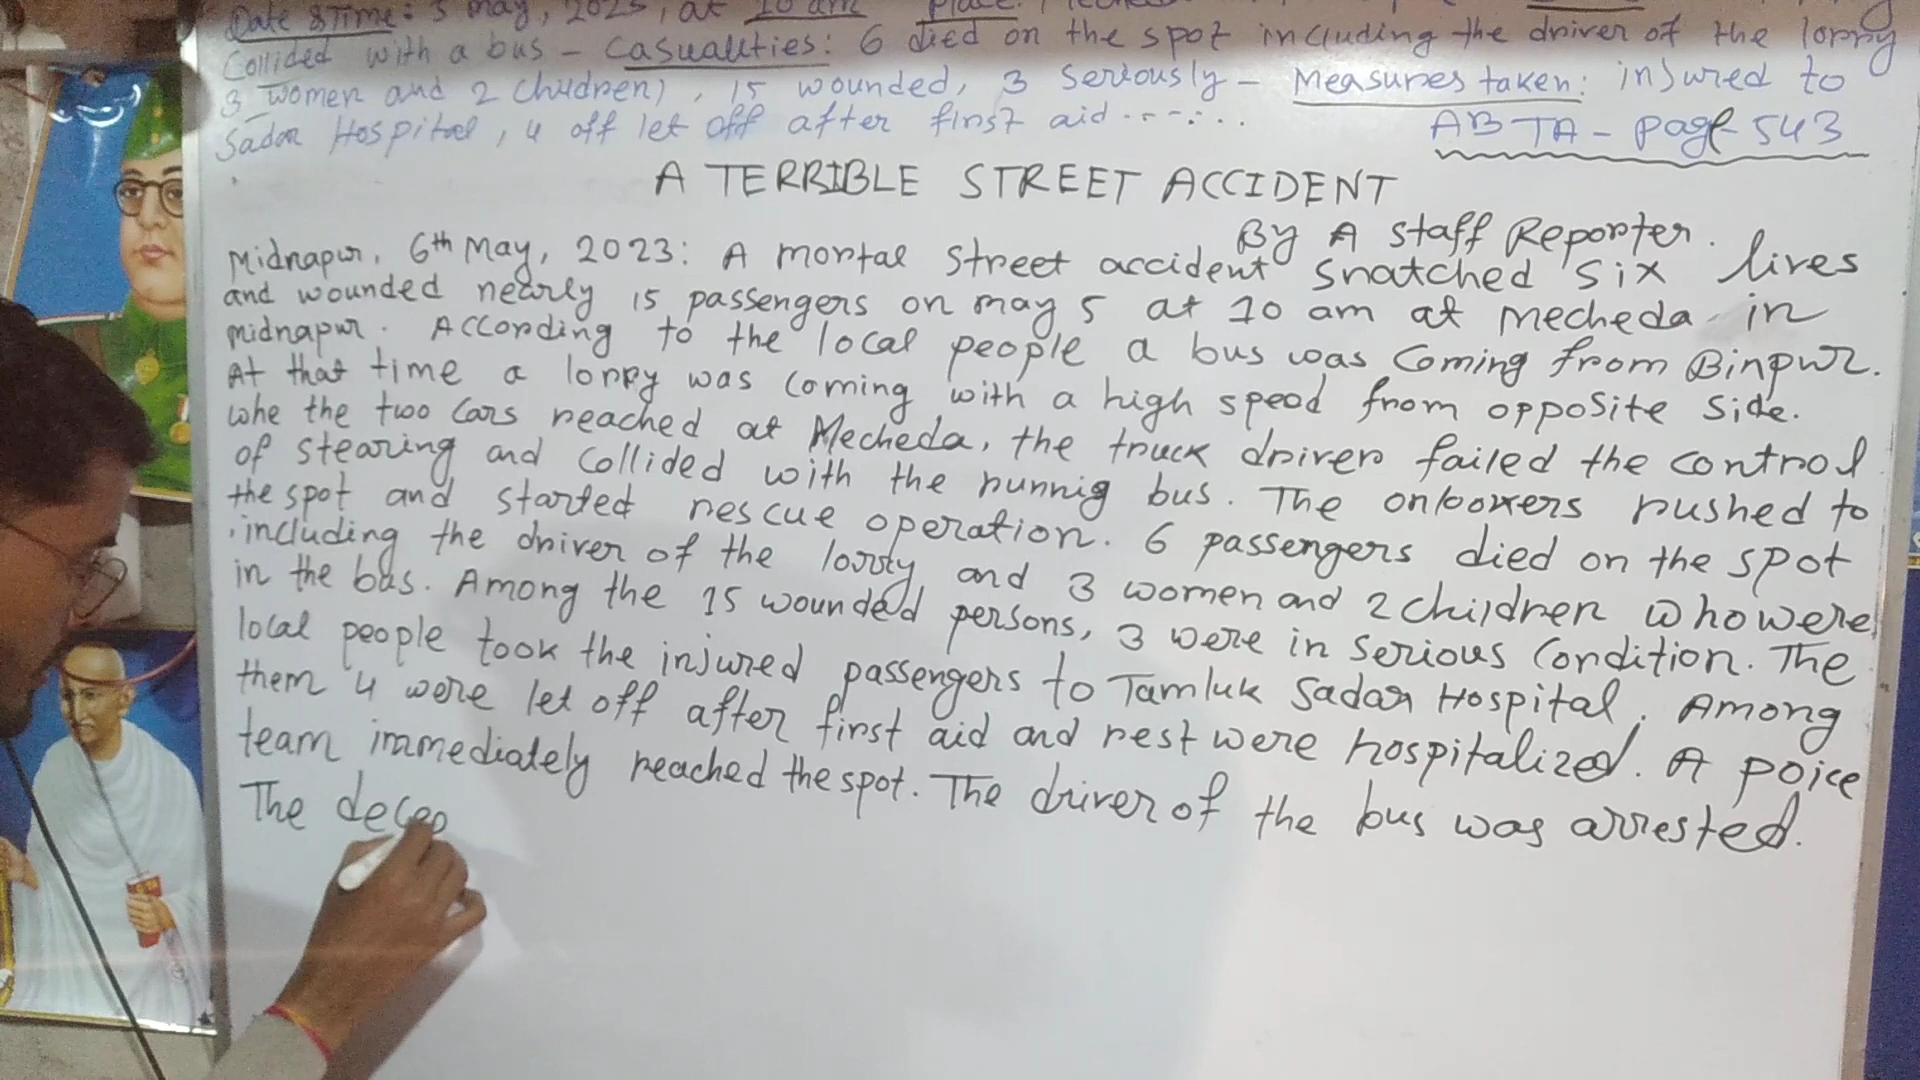 Date & Time: 5 May, 2023, at 10 am Place:
Collided with a bus - Casualities: 6 died on the spot including the driver of the lorry
3 women and 2 children), 15 wounded, 3 Seriously - Measures taken: injured to
Sadar Hospital, 4 off let off after first aid.......
ABTA - page 543
A TERRIBLE STREET ACCIDENT
By A Staff Reporter.
Midnapur, 6th May, 2023: A mortal street accident snatched six lives
and wounded nearly 15 passengers on may 5 at 10 am at Mecheda in
midnapur. According to the local people a bus was coming from Binpur.
At that time a lorry was coming with a high speed from opposite side.
whe the two cars reached at Mecheda, the truck driver failed the control
of stearing and collided with the runnig bus. The onlookers rushed to
the spot and started rescue operation. 6 passengers died on the spot
including the driver of the lorry and 3 women and 2 children who were
in the bus. Among the 15 wounded persons, 3 were in serious condition. The
local people took the injured passengers to Tamluk Sadar Hospital. Among
them 4 were let off after first aid and rest were hospitalized. A poice
team immediately reached the spot. The driver of the bus was arrested.
The dece